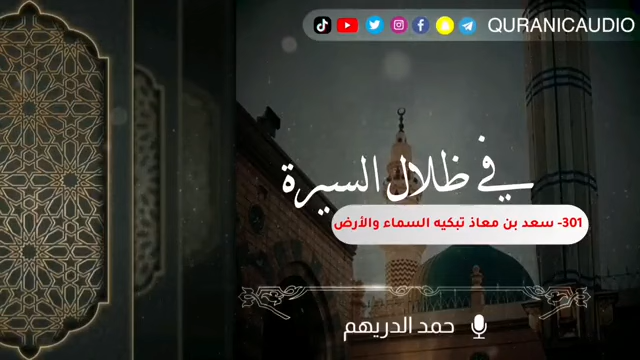 QURANICAUDIO
في ظلال السيرة
301- سعد بن معاذ تبكيه السماء والأرض
حمد الدريهم